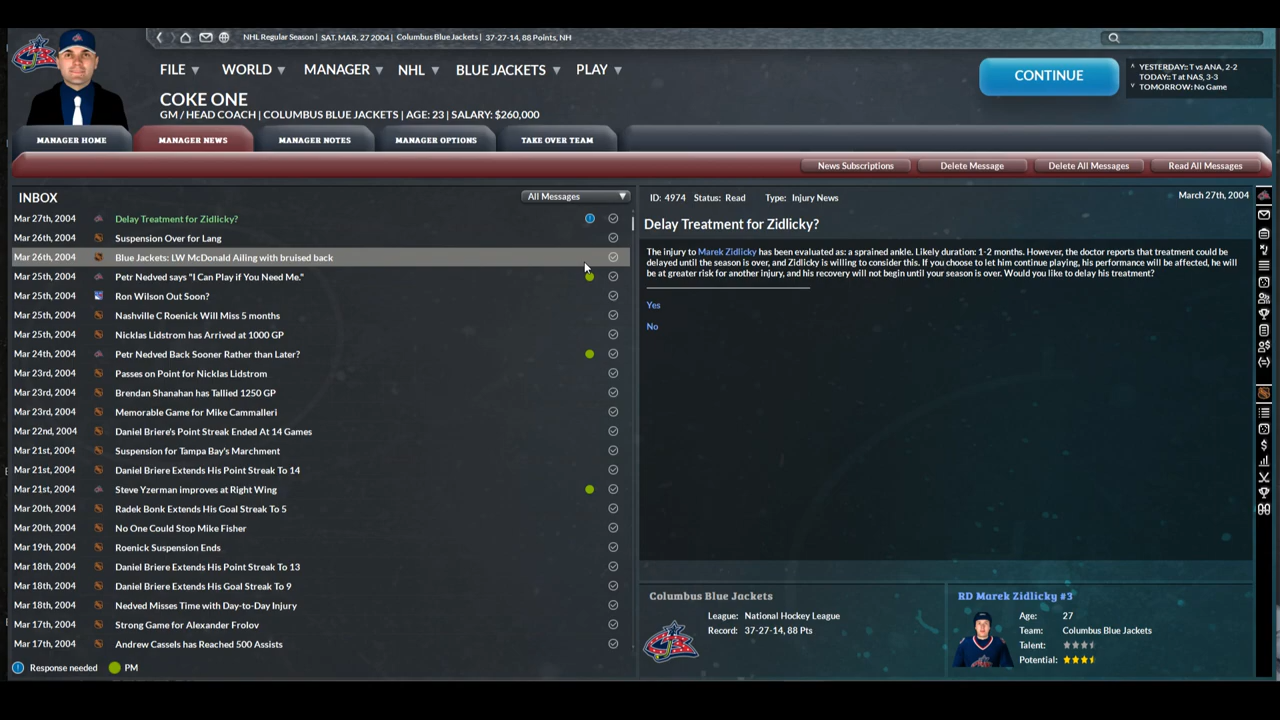 NHL Regular Season | SAT. MAR. 27 2004 | Columbus Blue Jackets | 37-27-14, 88 Points, NH
FILE WORLD MANAGER NHL BLUE JACKETS PLAY
CONTINUE
YESTERDAY:: T vs ANA, 2-2
TODAY:: T at NAS, 3-3
TOMORROW: No Game
COKE ONE
GM / HEAD COACH | COLUMBUS BLUE JACKETS | AGE: 23 | SALARY: $260,000
MANAGER HOME MANAGER NEWS MANAGER NOTES MANAGER OPTIONS TAKE OVER TEAM
News Subscriptions Delete Message Delete All Messages Read All Messages
INBOX All Messages
Mar 27th, 2004 Delay Treatment for Zidlicky?
Mar 26th, 2004 Suspension Over for Lang
Mar 26th, 2004 Blue Jackets: LW McDonald Ailing with bruised back
Mar 25th, 2004 Petr Nedved says "I Can Play if You Need Me."
Mar 25th, 2004 Ron Wilson Out Soon?
Mar 25th, 2004 Nashville C Roenick Will Miss 5 months
Mar 25th, 2004 Nicklas Lidstrom has Arrived at 1000 GP
Mar 24th, 2004 Petr Nedved Back Sooner Rather than Later?
Mar 23rd, 2004 Passes on Point for Nicklas Lidstrom
Mar 23rd, 2004 Brendan Shanahan has Tallied 1250 GP
Mar 23rd, 2004 Memorable Game for Mike Cammalleri
Mar 22nd, 2004 Daniel Briere's Point Streak Ended At 14 Games
Mar 21st, 2004 Suspension for Tampa Bay's Marchment
Mar 21st, 2004 Daniel Briere Extends His Point Streak To 14
Mar 21st, 2004 Steve Yzerman improves at Right Wing
Mar 20th, 2004 Radek Bonk Extends His Goal Streak To 5
Mar 20th, 2004 No One Could Stop Mike Fisher
Mar 19th, 2004 Roenick Suspension Ends
Mar 18th, 2004 Daniel Briere Extends His Point Streak To 13
Mar 18th, 2004 Daniel Briere Extends His Goal Streak To 9
Mar 18th, 2004 Nedved Misses Time with Day-to-Day Injury
Mar 17th, 2004 Strong Game for Alexander Frolov
Mar 17th, 2004 Andrew Cassels has Reached 500 Assists
Response needed PM
ID: 4974 Status: Read Type: Injury News March 27th, 2004
Delay Treatment for Zidlicky?
The injury to Marek Zidlicky has been evaluated as: a sprained ankle. Likely duration: 1-2 months. However, the doctor reports that treatment could be
delayed until the season is over, and Zidlicky is willing to consider this. If you choose to let him continue playing, his performance will be affected, he will
be at greater risk for another injury, and his recovery will not begin until your season is over. Would you like to delay his treatment?
Yes
No
Columbus Blue Jackets
League: National Hockey League
Record: 37-27-14, 88 Pts
RD Marek Zidlicky #3
Age: 27
Team: Columbus Blue Jackets
Talent:
Potential: